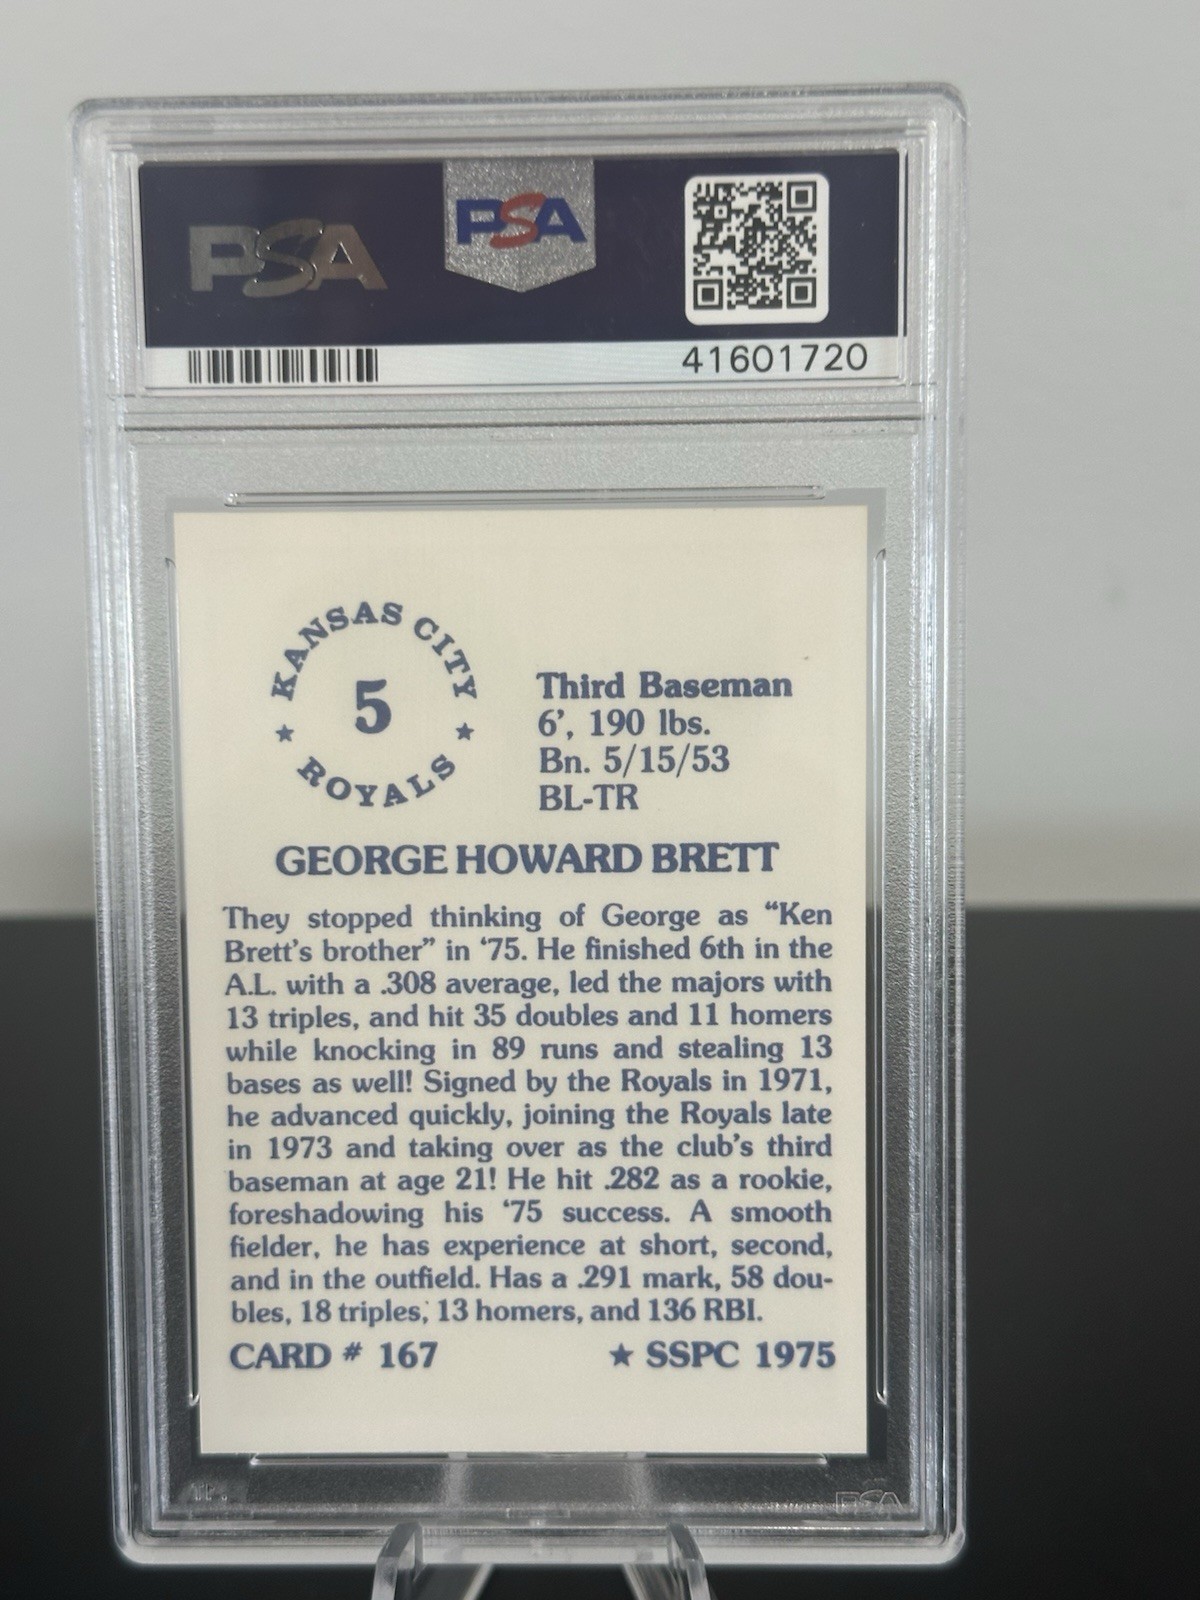 PSA
PSA
41601720
KANSAS CITY
5
ROYALS
Third Baseman
6', 190 lbs.
Bn. 5/15/53
BL-TR
GEORGE HOWARD BRETT
They stopped thinking of George as “Ken
Brett's brother” in ‘75. He finished 6th in the
A.L. with a .308 average, led the majors with
13 triples, and hit 35 doubles and 11 homers
while knocking in 89 runs and stealing 13
bases as well! Signed by the Royals in 1971,
he advanced quickly, joining the Royals late
in 1973 and taking over as the club's third
baseman at age 21! He hit .282 as a rookie,
foreshadowing his ‘75 success. A smooth
fielder, he has experience at short, second,
and in the outfield. Has a .291 mark, 58 dou-
bles, 18 triples, 13 homers, and 136 RBI.
CARD # 167 ★ SSPC 1975
PSA